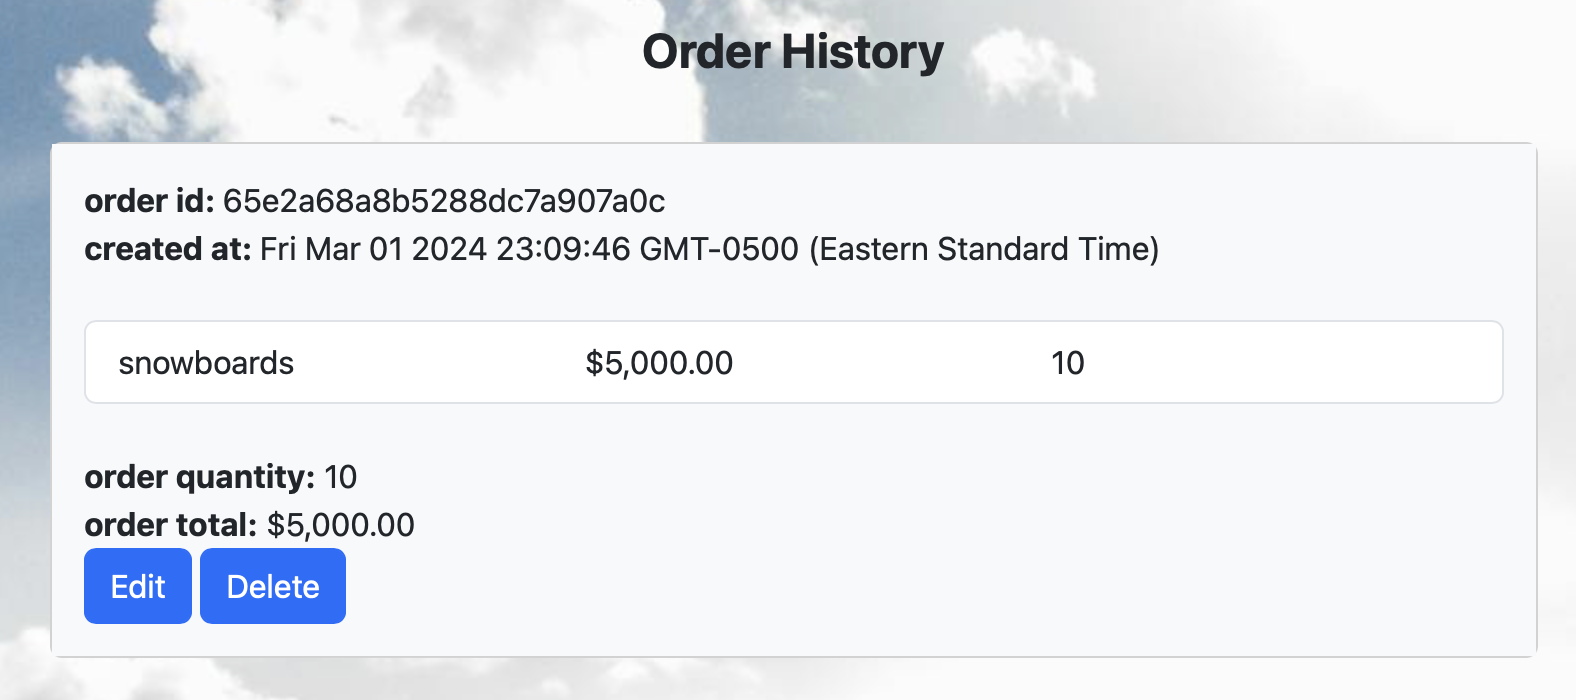 Order History
order id: 65e2a68a8b5288dc7a907a0c
created at: Fri Mar 01 2024 23:09:46 GMT-0500 (Eastern Standard Time)
snowboards $5,000.00 10
order quantity: 10
order total: $5,000.00
Edit Delete